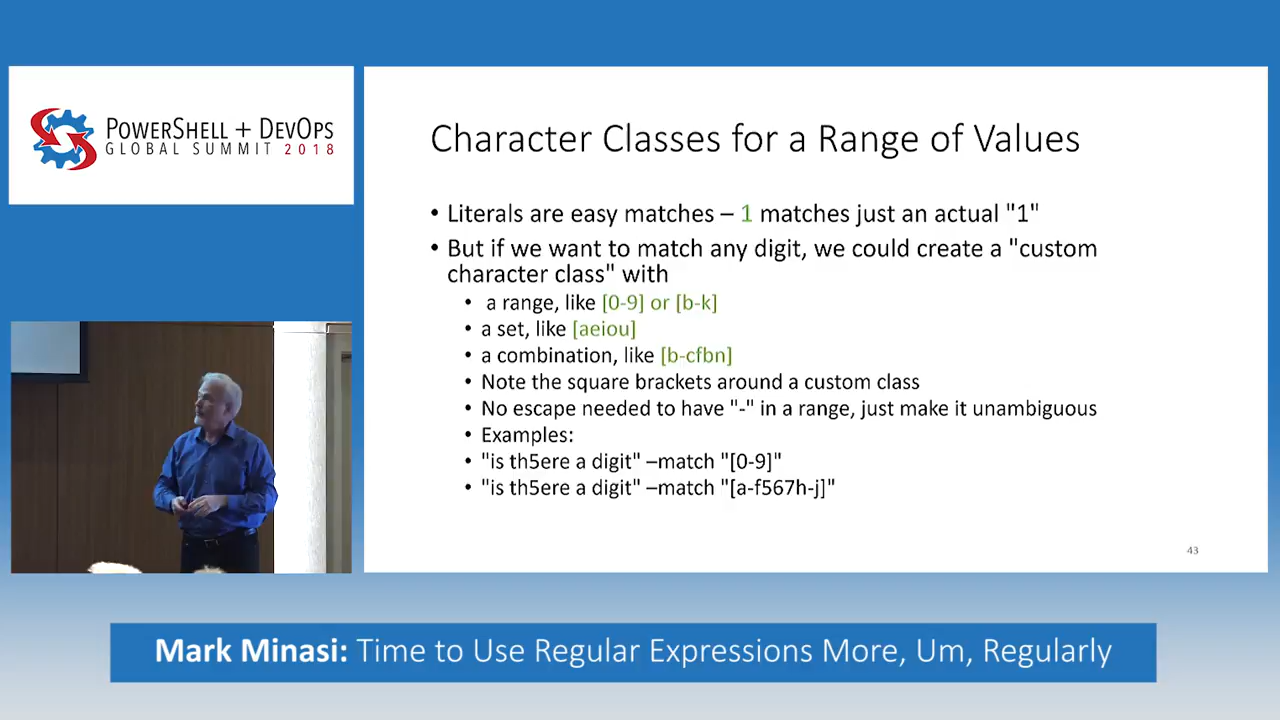 POWERSHELL + DEVOPS
GLOBAL SUMMIT 2018
Character Classes for a Range of Values
• Literals are easy matches – 1 matches just an actual "1"
• But if we want to match any digit, we could create a "custom
character class" with
• a range, like [0-9] or [b-k]
• a set, like [aeiou]
• a combination, like [b-cfbn]
• Note the square brackets around a custom class
• No escape needed to have "-" in a range, just make it unambiguous
• Examples:
• "is th5ere a digit" –match "[0-9]"
• "is th5ere a digit" –match "[a-f567h-j]"
43
Mark Minasi: Time to Use Regular Expressions More, Um, Regularly